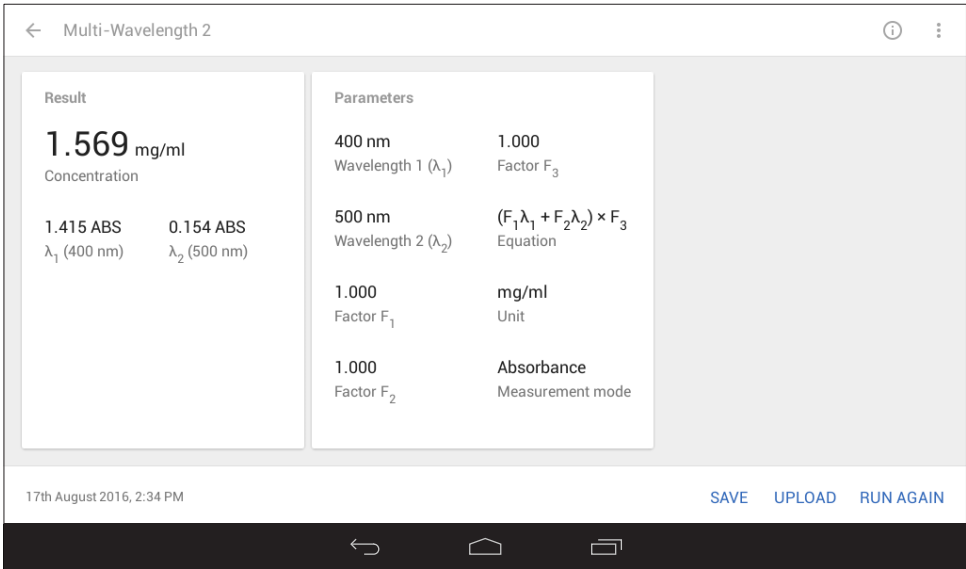 Multi-Wavelength 2
Result
1.569 mg/ml
Concentration
1.415 ABS
λ₁ (400 nm)
0.154 ABS
λ₂ (500 nm)
Parameters
400 nm
Wavelength 1 (λ₁)
1.000
Factor F₃
500 nm
Wavelength 2 (λ₂)
(F₁λ₁ + F₂λ₂) × F₃
Equation
1.000
Factor F₁
mg/ml
Unit
1.000
Factor F₂
Absorbance
Measurement mode
17th August 2016, 2:34 PM
SAVE UPLOAD RUN AGAIN